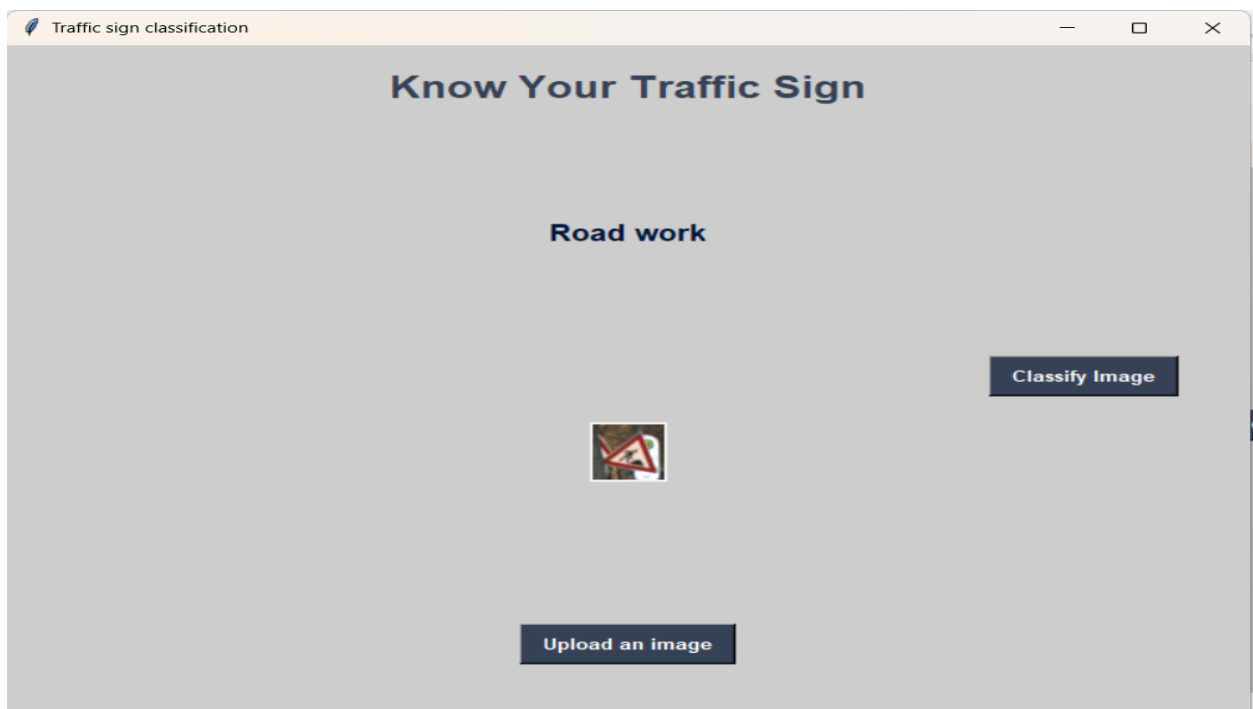 Traffic sign classification
Know Your Traffic Sign
Road work
Classify Image
Upload an image